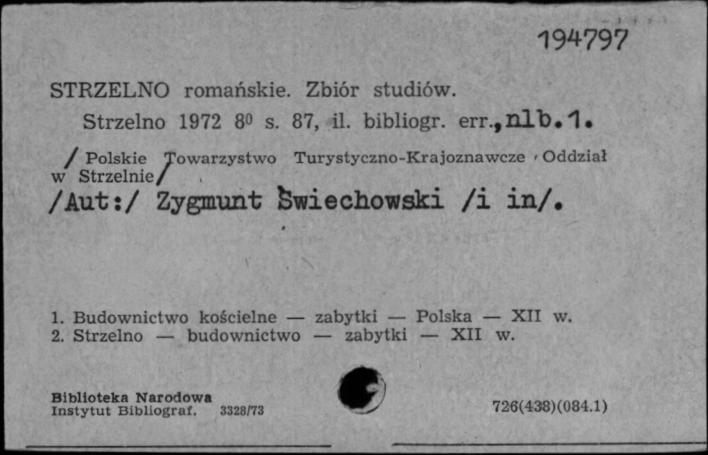 194797
STRZELNO romańskie. Zbiór studiów.
Strzelno 1972 8⁰ s. 87, il. bibliogr. err., nlb.1.
/ Polskie Towarzystwo Turystyczno-Krajoznawcze · Oddział
w Strzelnie/
/Aut:/ Zygmunt Świechowski /i in/.
1. Budownictwo kościelne — zabytki — Polska — XII w.
2. Strzelno — budownictwo — zabytki — XII w.
Biblioteka Narodowa
Instytut Bibliograf. 3328/73 726(438)(084.1)